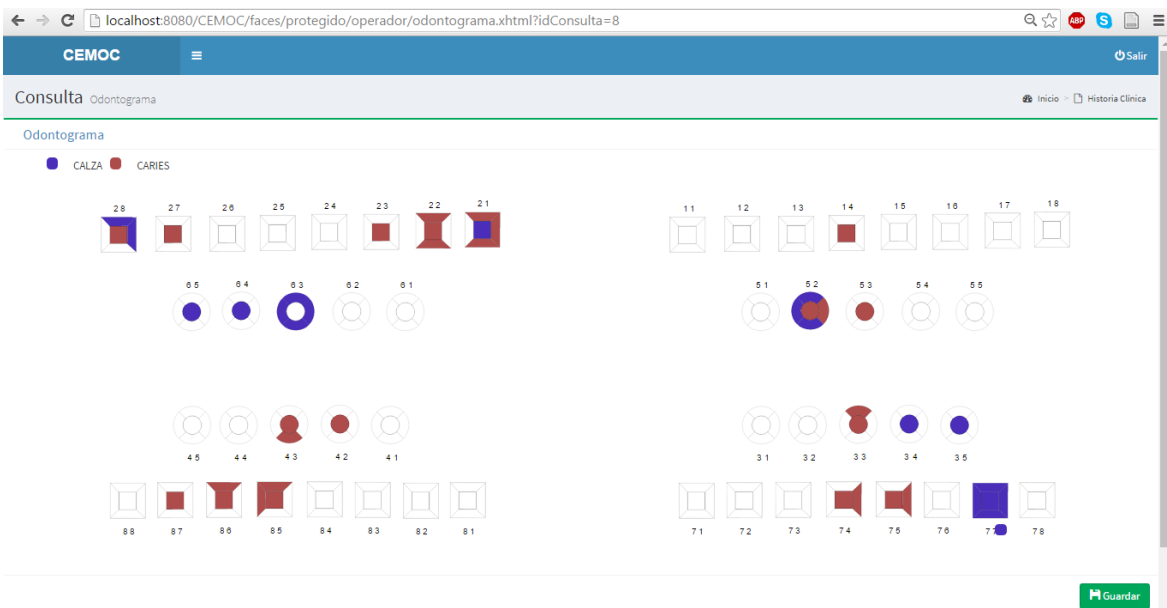 localhost:8080/CEMOC/faces/protegido/operador/odontograma.xhtml?idConsulta=8
ABP S
CEMOC Salir
Consulta Odontograma Inicio > Historia Clínica
Odontograma
CALZA CARIES
28 27 26 25 24 23 22 21 11 12 13 14 15 16 17 18
65 64 63 62 61 51 52 53 54 55
45 44 43 42 41 31 32 33 34 35
88 87 86 85 84 83 82 81 71 72 73 74 75 76 77 78
Guardar